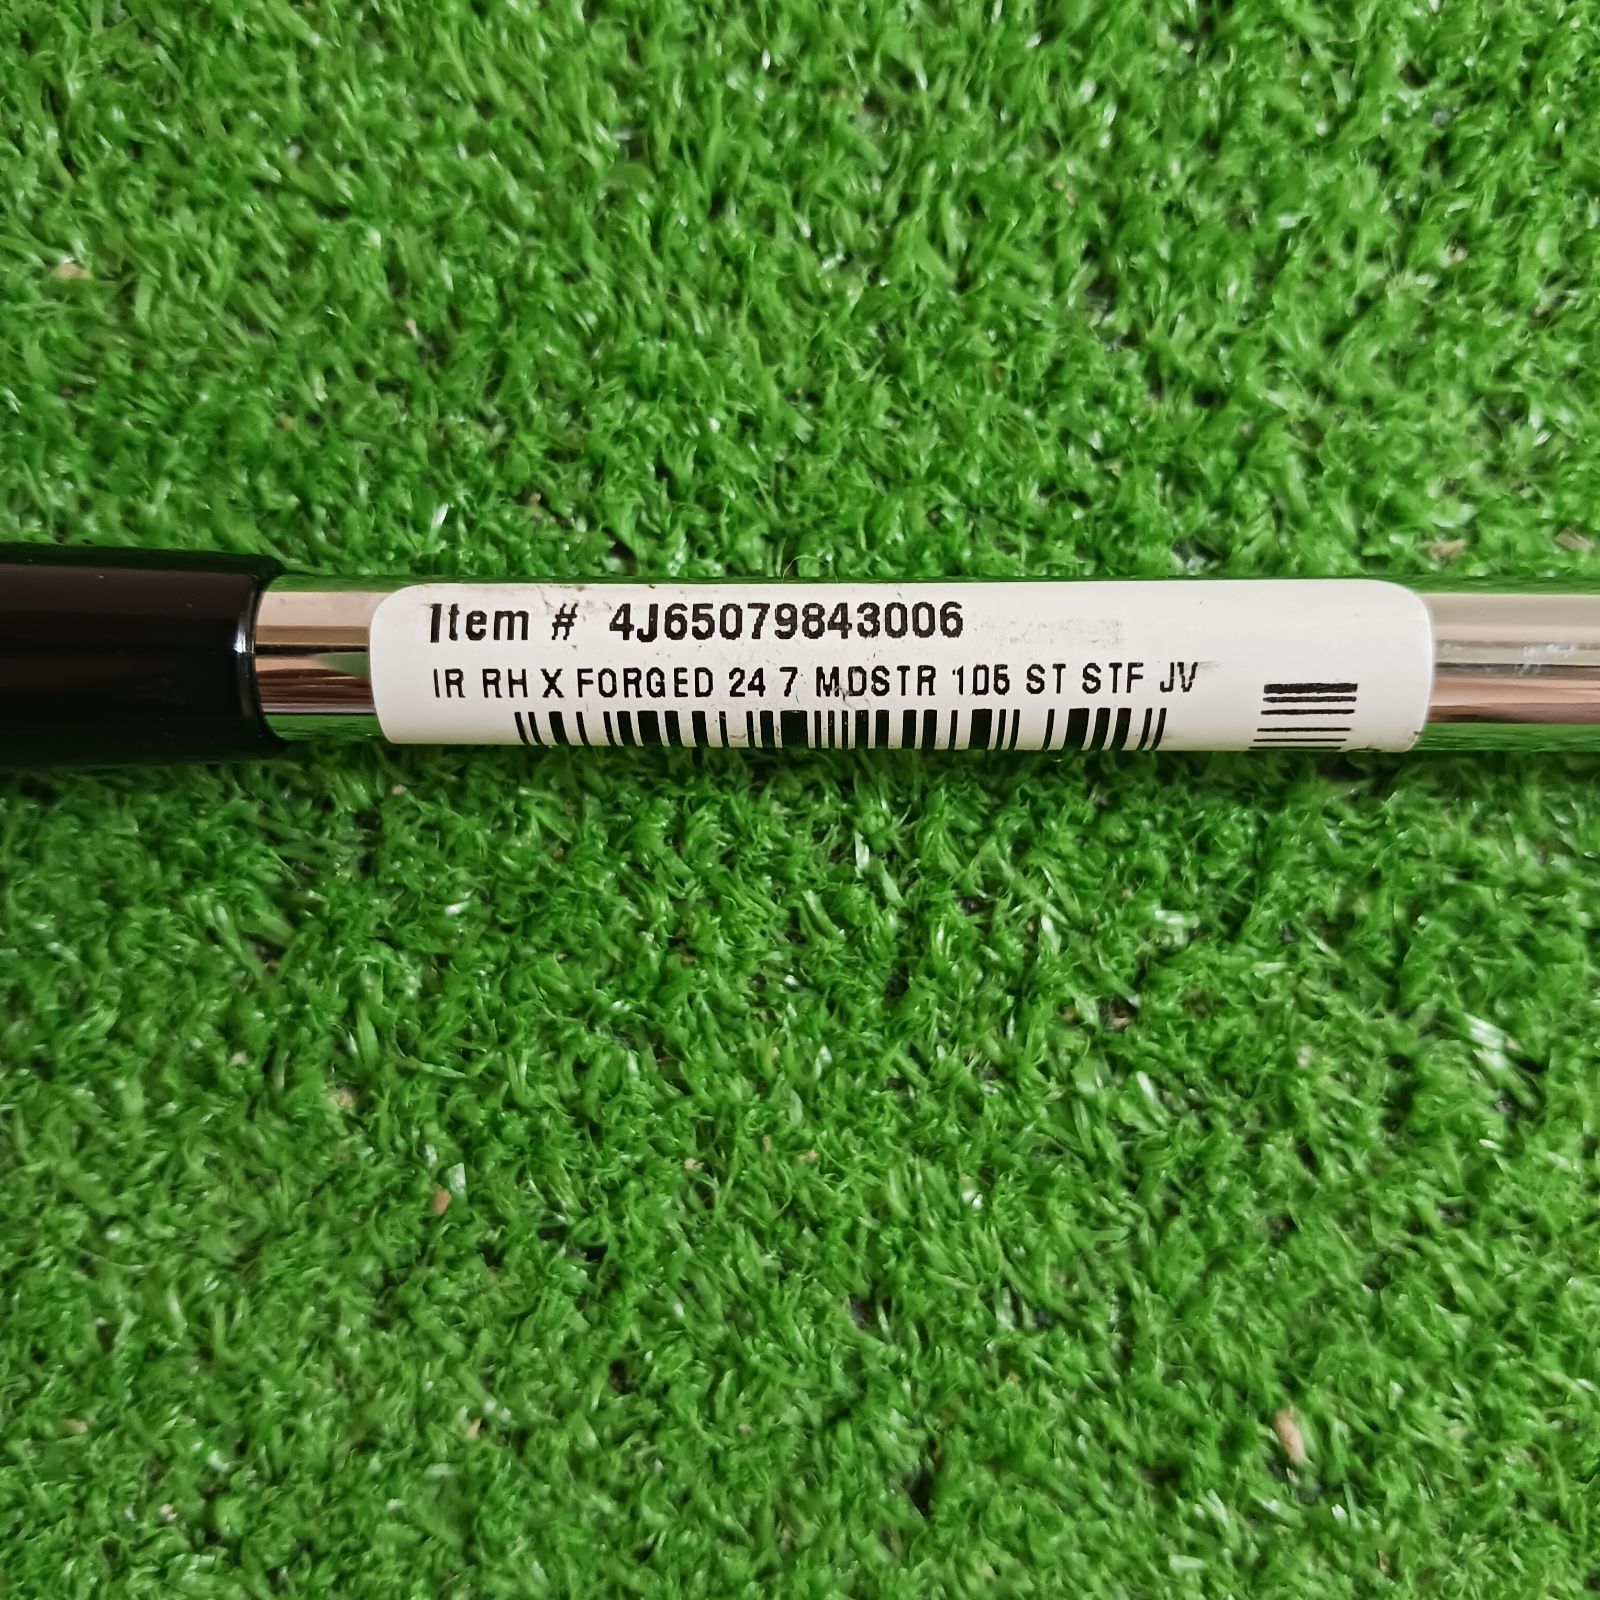 Item # 4J65079843006
IR RH X FORGED 24 7 MDSTR 105 ST STF JV